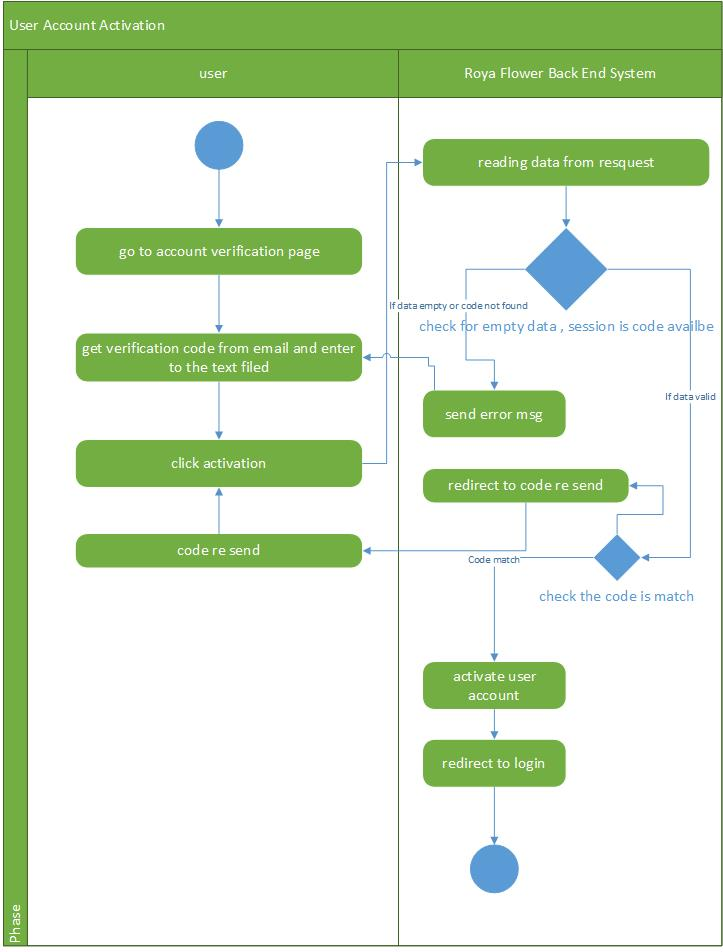 User Account Activation
user
Roya Flower Back End System
reading data from resquest
go to account verification page
If data empty or code not found
check for empty data , session is code availbe
get verification code from email and enter
to the text filed
If data valid
send error msg
click activation
redirect to code re send
code re send
Code match
check the code is match
activate user
account
redirect to login
Phase